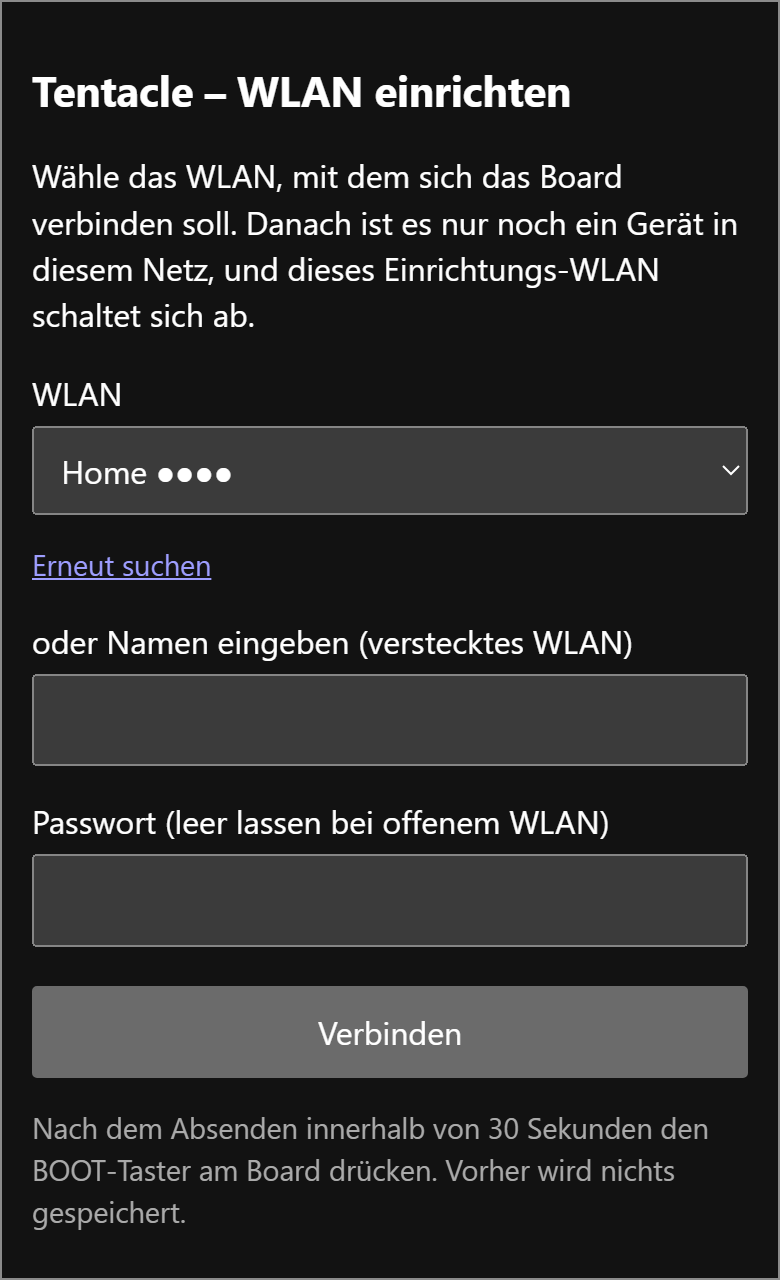 Tentacle – WLAN einrichten
Wähle das WLAN, mit dem sich das Board
verbinden soll. Danach ist es nur noch ein Gerät in
diesem Netz, und dieses Einrichtungs-WLAN
schaltet sich ab.
WLAN
Home ●●●●
Erneut suchen
oder Namen eingeben (verstecktes WLAN)
Passwort (leer lassen bei offenem WLAN)
Verbinden
Nach dem Absenden innerhalb von 30 Sekunden den
BOOT-Taster am Board drücken. Vorher wird nichts
gespeichert.